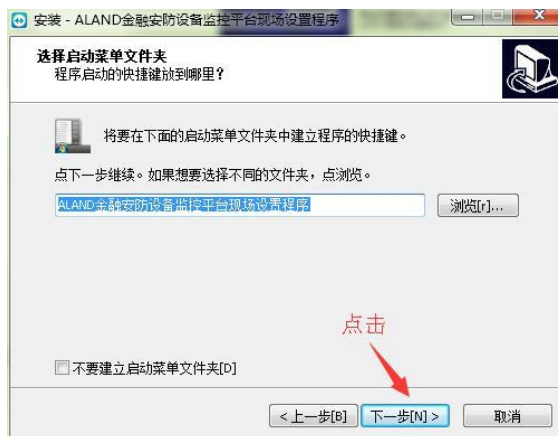 安装 - ALAND金融安防设备监控平台现场设置程序
选择启动菜单文件夹
程序启动的快捷键放到哪里?
将要在下面的启动菜单文件夹中建立程序的快捷键。
点下一步继续。如果想要选择不同的文件夹，点浏览。
ALAND金融安防设备监控平台现场设置程序
浏览[r]...
点击
不要建立启动菜单文件夹[D]
<上一步[B]
下一步[N] >
取消